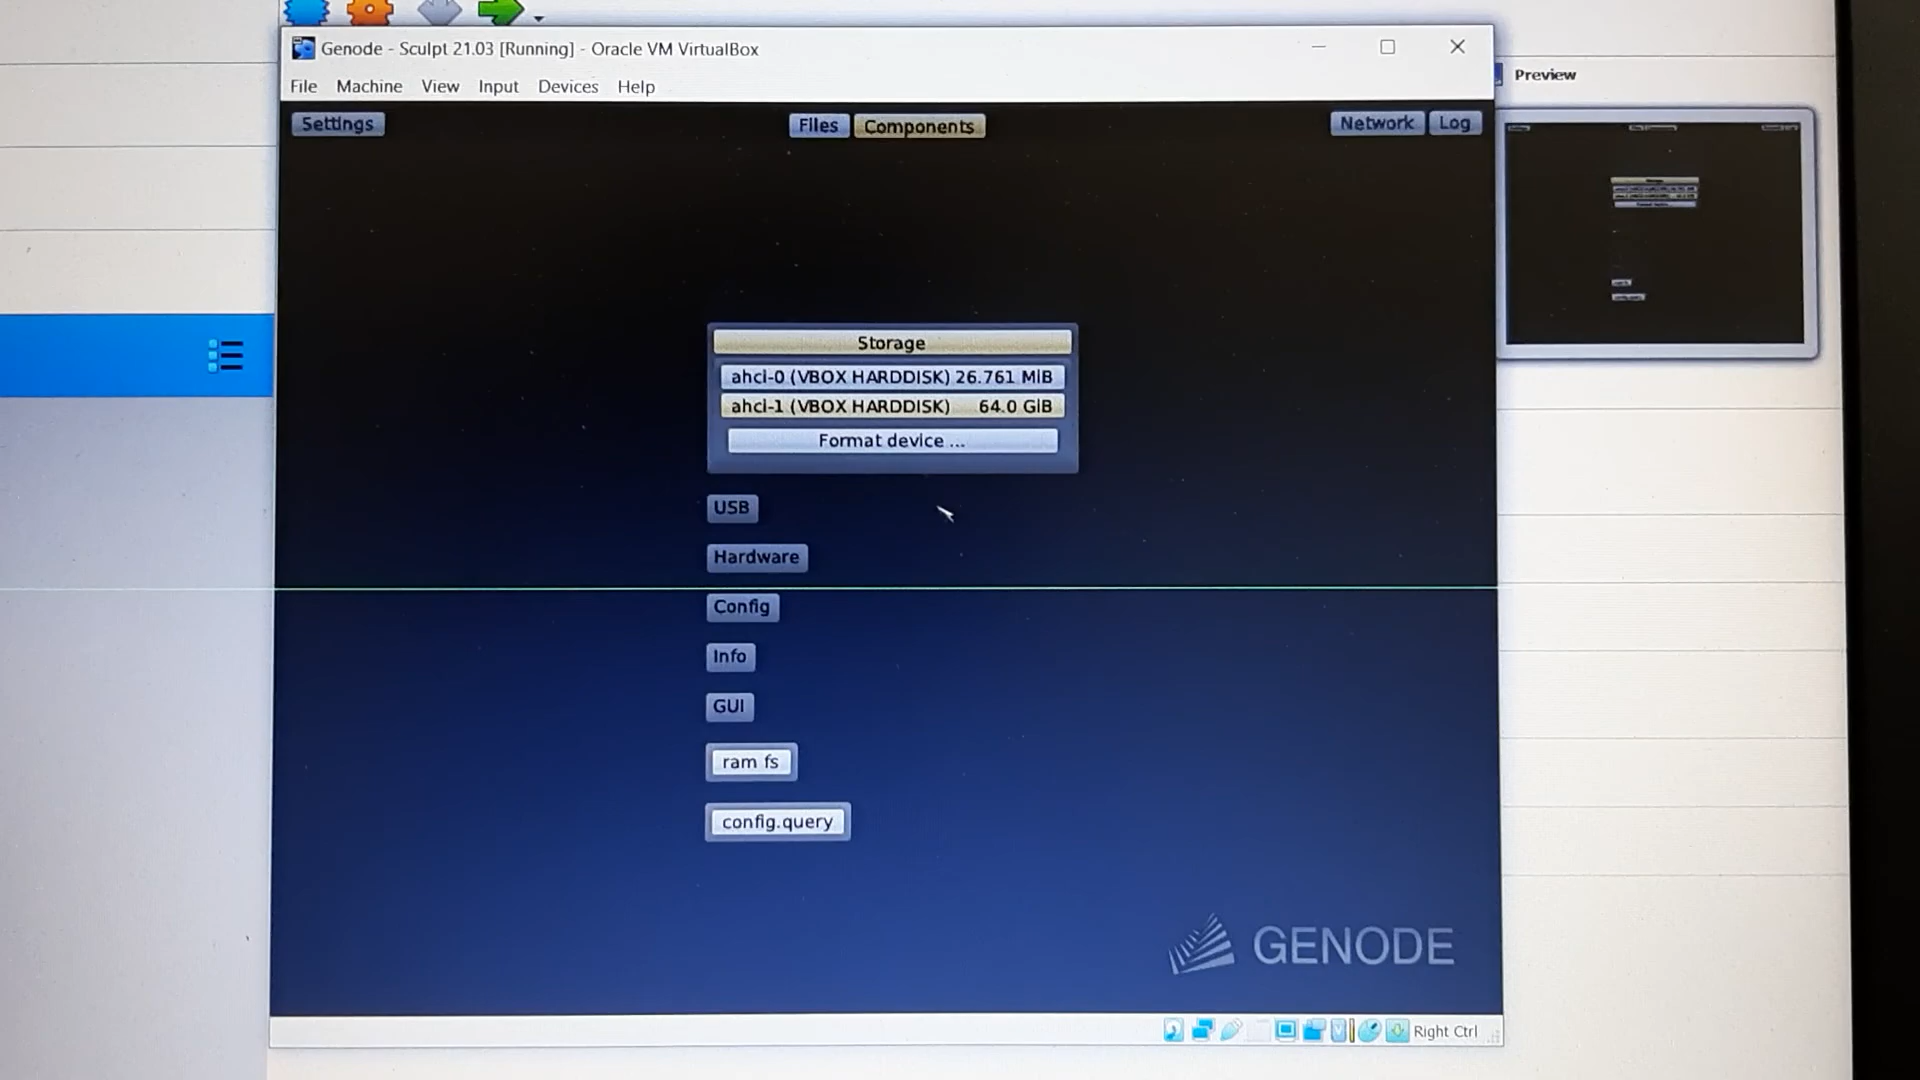 Genode - Sculpt 21.03 [Running] - Oracle VM VirtualBox
File Machine View Input Devices Help
Preview
Settings
Files Components
Network Log
Storage
ahci-0 (VBOX HARDDISK) 26.761 MiB
ahci-1 (VBOX HARDDISK) 64.0 GiB
Format device ...
USB
Hardware
Config
Info
GUI
ram fs
config.query
GENODE
Right Ctrl